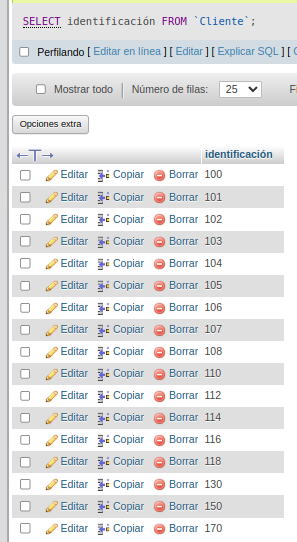 SELECT identificación FROM `Cliente`;
Perfilando [ Editar en línea ] [ Editar ] [ Explicar SQL ] [
Mostrar todo Número de filas: 25
Opciones extra
identificación
Editar Copiar Borrar 100
Editar Copiar Borrar 101
Editar Copiar Borrar 102
Editar Copiar Borrar 103
Editar Copiar Borrar 104
Editar Copiar Borrar 105
Editar Copiar Borrar 106
Editar Copiar Borrar 107
Editar Copiar Borrar 108
Editar Copiar Borrar 110
Editar Copiar Borrar 112
Editar Copiar Borrar 114
Editar Copiar Borrar 116
Editar Copiar Borrar 118
Editar Copiar Borrar 130
Editar Copiar Borrar 150
Editar Copiar Borrar 170